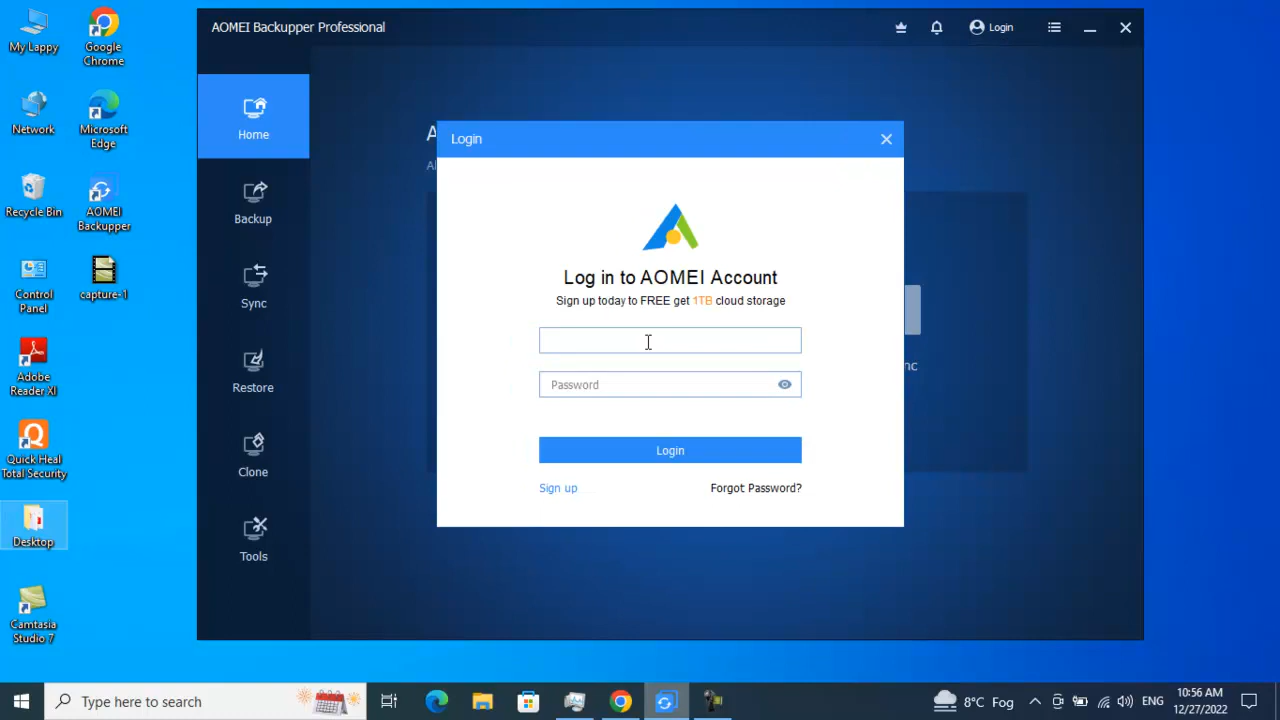 AOMEI Backupper Professional
Login
My Lappy
Google
Chrome
Network
Microsoft
Edge
Recycle Bin
AOMEI
Backupper
Control
Panel
capture-1
Adobe
Reader XI
Quick Heal
Total Security
Desktop
Camtasia
Studio 7
Home
Backup
Sync
Restore
Clone
Tools
A
Al
nc
Login
Log in to AOMEI Account
Sign up today to FREE get 1TB cloud storage
Password
Login
Sign up
Forgot Password?
Type here to search
8°C Fog
ENG
10:56 AM
12/27/2022